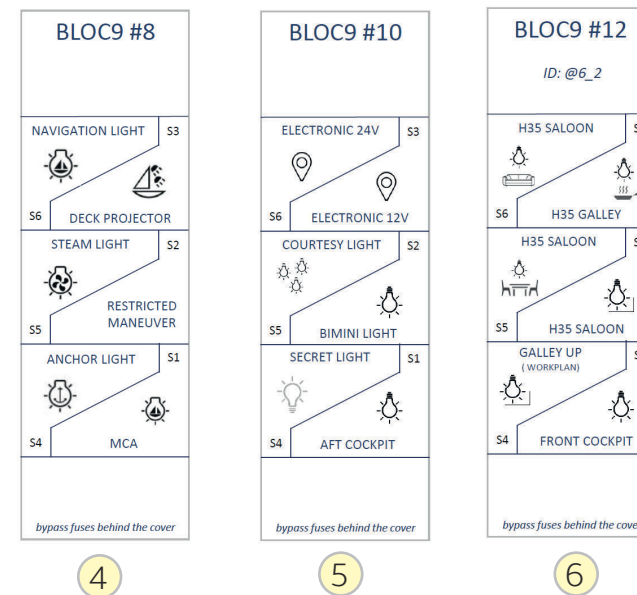 BLOC9 #8
NAVIGATION LIGHT S3
S6 DECK PROJECTOR
STEAM LIGHT S2
RESTRICTED
MANEUVER
S5
ANCHOR LIGHT S1
S4 MCA
bypass fuses behind the cover
4
BLOC9 #10
ELECTRONIC 24V S3
S6 ELECTRONIC 12V
COURTESY LIGHT S2
S5 BIMINI LIGHT
SECRET LIGHT S1
S4 AFT COCKPIT
bypass fuses behind the cover
5
BLOC9 #12
ID: @6_2
H35 SALOON
S6 H35 GALLEY
H35 SALOON
S5 H35 SALOON
GALLEY UP
( WORKPLAN)
S4 FRONT COCKPIT
bypass fuses behind the cove
6